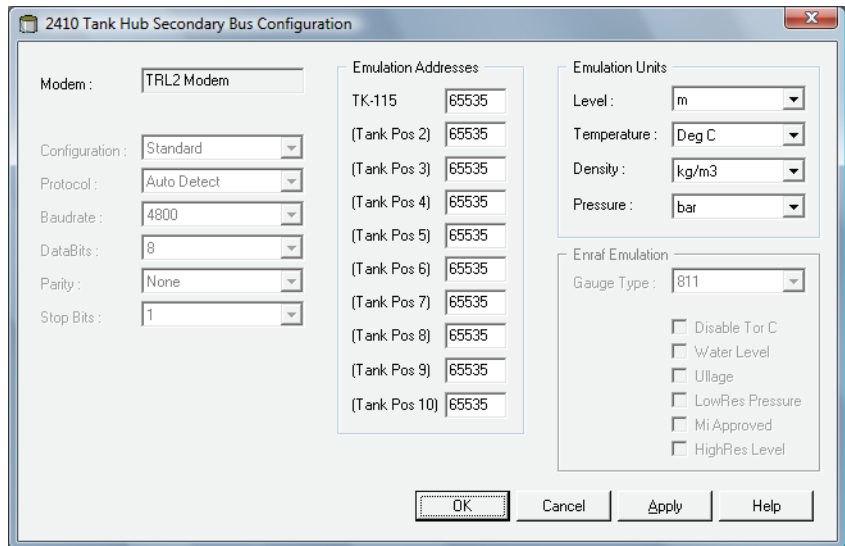 2410 Tank Hub Secondary Bus Configuration
Modem :
TRL2 Modem
Configuration :
Standard
Protocol :
Auto Detect
Baudrate :
4800
DataBits :
8
Parity :
None
Stop Bits :
1
Emulation Addresses
TK-115
65535
(Tank Pos 2)
65535
(Tank Pos 3)
65535
(Tank Pos 4)
65535
(Tank Pos 5)
65535
(Tank Pos 6)
65535
(Tank Pos 7)
65535
(Tank Pos 8)
65535
(Tank Pos 9)
65535
(Tank Pos 10)
65535
Emulation Units
Level :
m
Temperature :
Deg C
Density :
kg/m3
Pressure :
bar
Enraf Emulation
Gauge Type :
811
Disable T or C
Water Level
Ullage
LowRes Pressure
Mi Approved
HighRes Level
OK
Cancel
Apply
Help